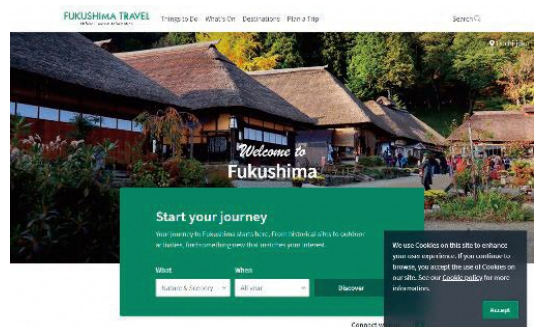 FUKUSHIMA TRAVEL
Things to Do What's On Destinations Plan a Trip Search
Welcome to
Fukushima
Start your journey
Your journey to Fukushima starts here. From historical sites to outdoor
activities, find something new that matches your interest.
What When
Nature & Scenery All year Discover
We use Cookies on this site to enhance
your user experience. If you continue to
browse, you accept the use of Cookies on
our site. See our Cookie policy for more
information.
Accept
Connect